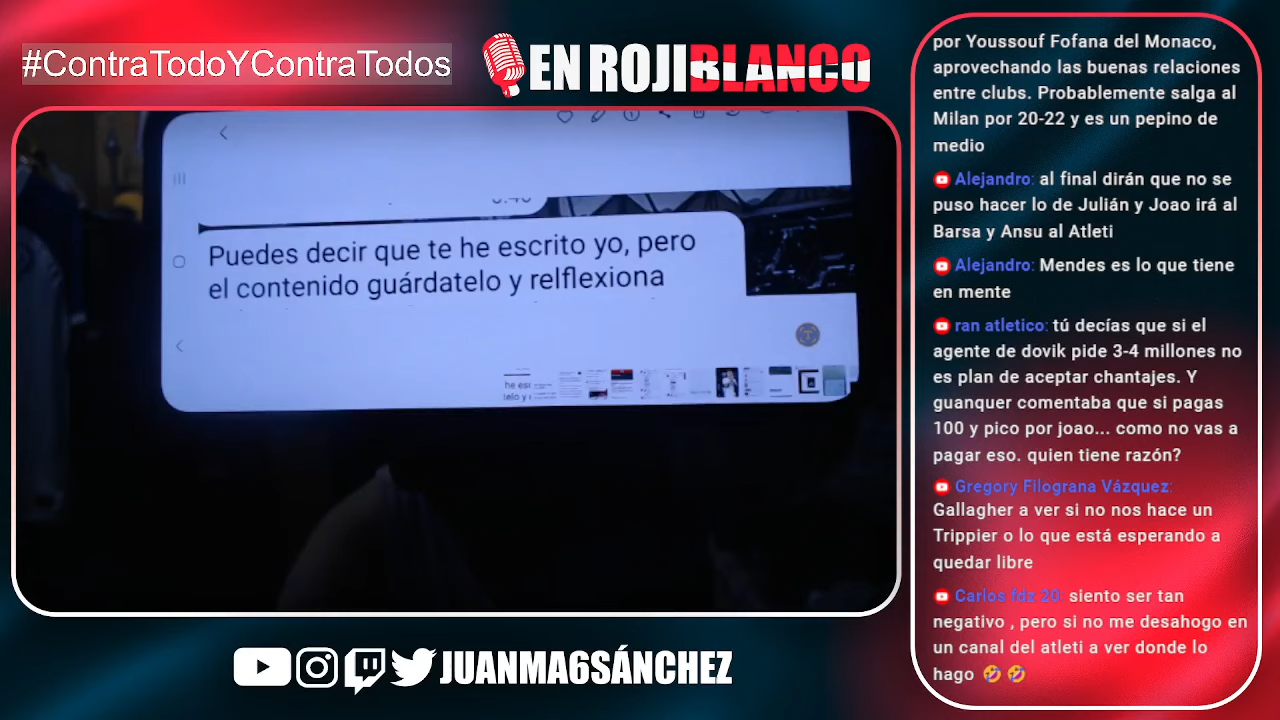 #ContraTodoYContraTodos
EN ROJIBLANCO
Puedes decir que te he escrito yo, pero
el contenido guárdatelo y relflexiona
JUANMA6SÁNCHEZ
por Youssouf Fofana del Monaco,
aprovechando las buenas relaciones
entre clubs. Probablemente salga al
Milan por 20-22 y es un pepino de
medio
Alejandro: al final dirán que no se
puso hacer lo de Julián y Joao irá al
Barsa y Ansu al Atleti
Alejandro: Mendes es lo que tiene
en mente
ran atletico: tú decías que si el
agente de dovik pide 3-4 millones no
es plan de aceptar chantajes. Y
guanquer comentaba que si pagas
100 y pico por joao... como no vas a
pagar eso. quien tiene razón?
Gregory Filograna Vázquez:
Gallagher a ver si no nos hace un
Trippier o lo que está esperando a
quedar libre
Carlos fdz 20: siento ser tan
negativo , pero si no me desahogo en
un canal del atleti a ver donde lo
hago 🤣🤣